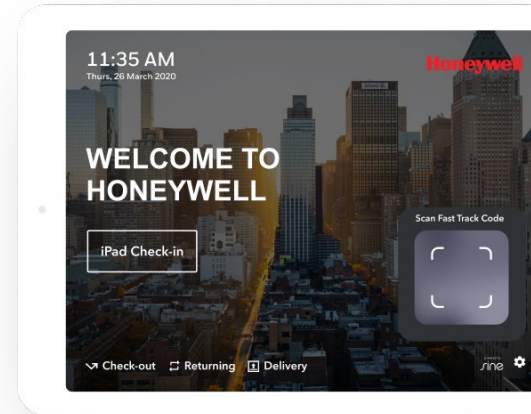 11:35 AM
Thurs, 26 March 2020
Honeywell
WELCOME TO
HONEYWELL
Scan Fast Track Code
iPad Check-in
Check-out Returning Delivery
sine